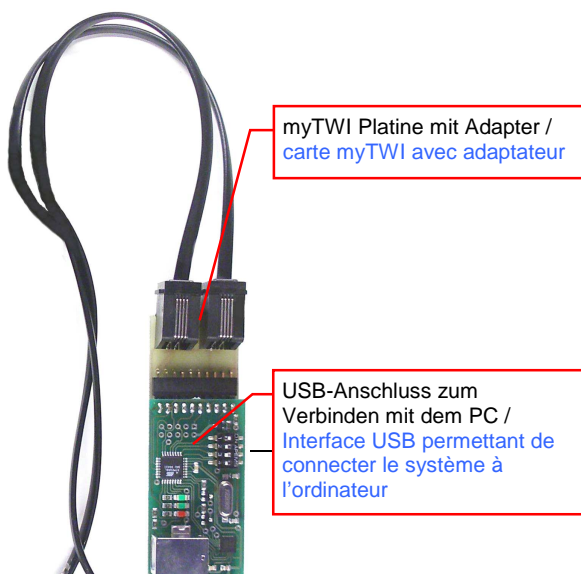 myTWI Platine mit Adapter /
carte myTWI avec adaptateur
USB-Anschluss zum
Verbinden mit dem PC /
Interface USB permettant de
connecter le système à
l’ordinateur